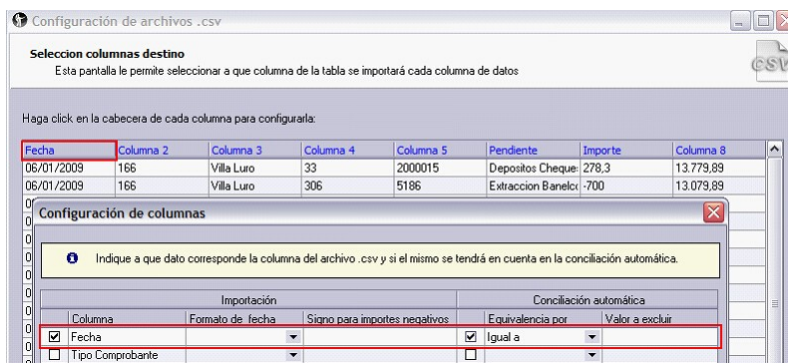 Configuración de archivos .csv
Seleccion columnas destino
Esta pantalla le permite seleccionar a que columna de la tabla se importará cada columna de datos
CSV
Haga click en la cabecera de cada columna para configurarla:
Fecha Columna 2 Columna 3 Columna 4 Columna 5 Pendiente Importe Columna 8
06/01/2009 166 Villa Luro 33 2000015 Depositos Cheque: 278,3 13.779,89
06/01/2009 166 Villa Luro 306 5186 Extraccion Banelco -700 13.079,89
Configuración de columnas
Indique a que dato corresponde la columna del archivo .csv y si el mismo se tendrá en cuenta en la conciliación automática.
Importación Conciliación automática
Columna Formato de fecha Signo para importes negativos Equivalencia por Valor a excluir
Fecha Igual a
Tipo Comprobante